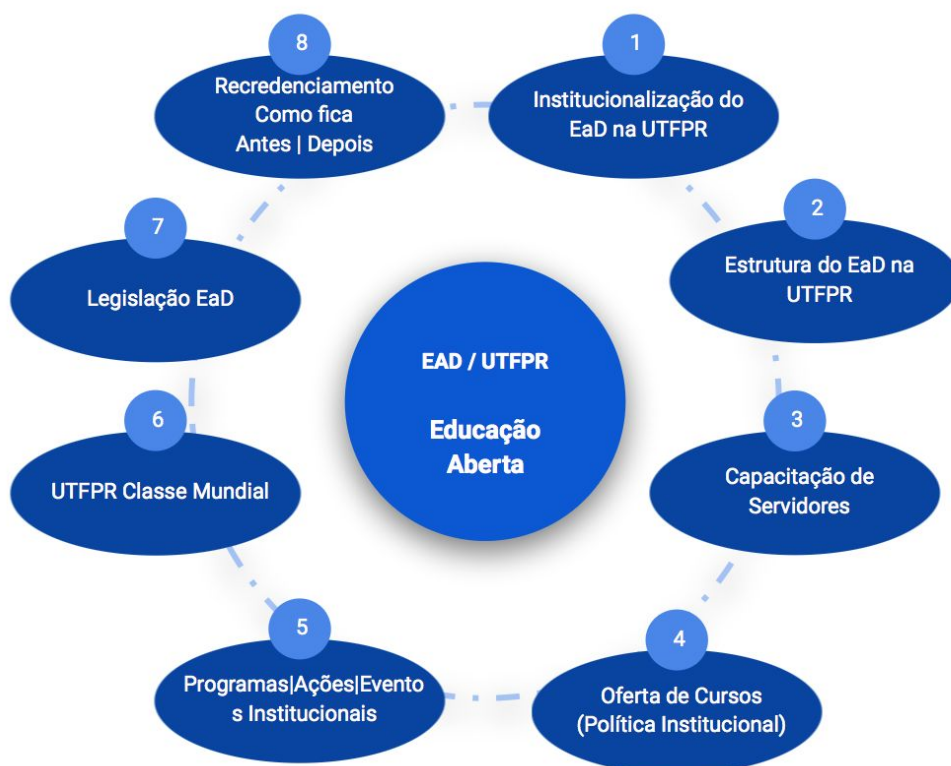 8
Recredenciamento
Como fica
Antes | Depois
1
Institucionalização do
EaD na UTFPR
2
Estrutura do EaD na
UTFPR
3
Capacitação de
Servidores
4
Oferta de Cursos
(Política Institucional)
5
Programas|Ações|Evento
s Institucionais
6
UTFPR Classe Mundial
7
Legislação EaD
EAD / UTFPR
Educação
Aberta